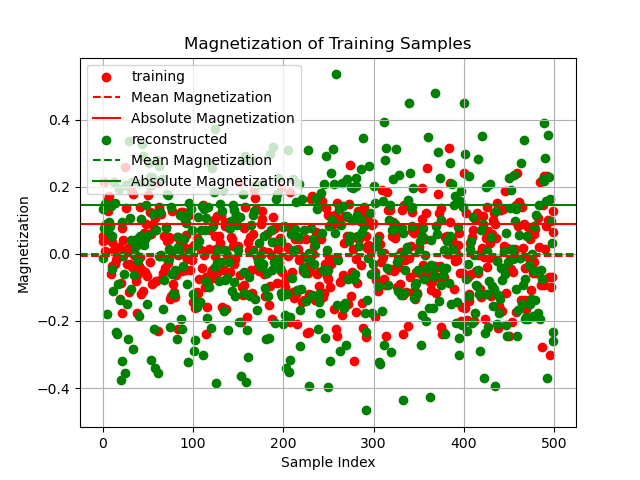 Magnetization of Training Samples
training
Mean Magnetization
Absolute Magnetization
reconstructed
Mean Magnetization
Absolute Magnetization
Magnetization
0.4
0.2
0.0
−0.2
−0.4
0 100 200 300 400 500
Sample Index